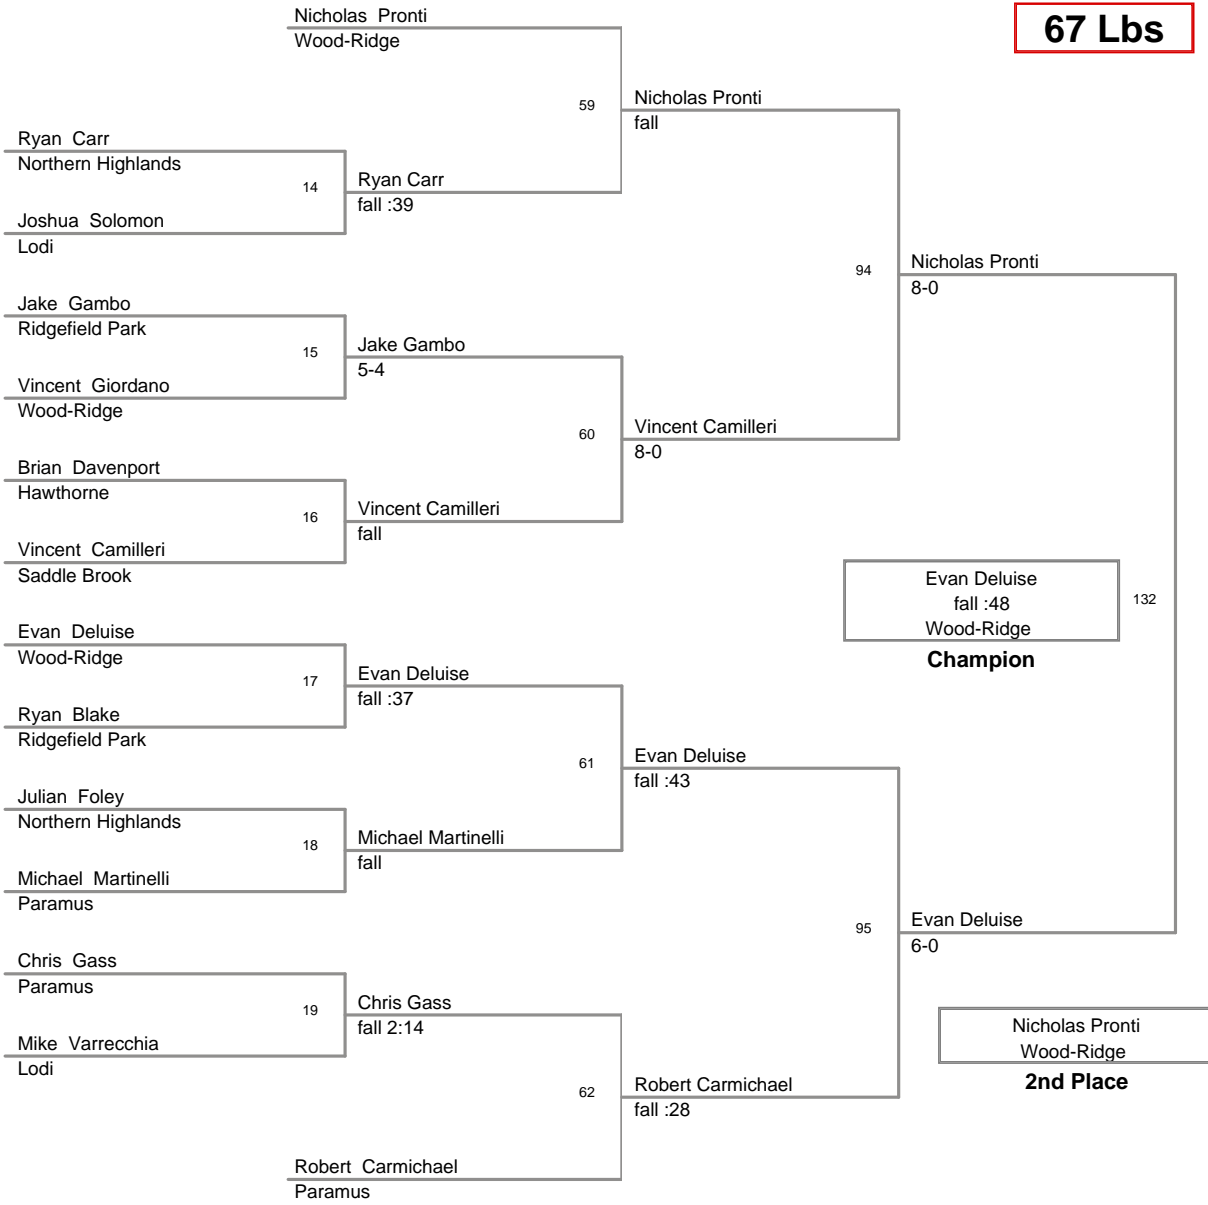 Nicholas Pronti
Wood-Ridge
67 Lbs
59
Nicholas Pronti
fall
Ryan Carr
Northern Highlands
14
Ryan Carr
fall :39
Joshua Solomon
Lodi
94
Nicholas Pronti
8-0
Jake Gambo
Ridgefield Park
15
Jake Gambo
5-4
Vincent Giordano
Wood-Ridge
60
Vincent Camilleri
8-0
Brian Davenport
Hawthorne
16
Vincent Camilleri
fall
Vincent Camilleri
Saddle Brook
Evan Deluise
fall :48
Wood-Ridge
132
Champion
Evan Deluise
Wood-Ridge
17
Evan Deluise
fall :37
Ryan Blake
Ridgefield Park
61
Evan Deluise
fall :43
Julian Foley
Northern Highlands
18
Michael Martinelli
fall
Michael Martinelli
Paramus
95
Evan Deluise
6-0
Chris Gass
Paramus
19
Chris Gass
fall 2:14
Mike Varrecchia
Lodi
Nicholas Pronti
Wood-Ridge
2nd Place
62
Robert Carmichael
fall :28
Robert Carmichael
Paramus